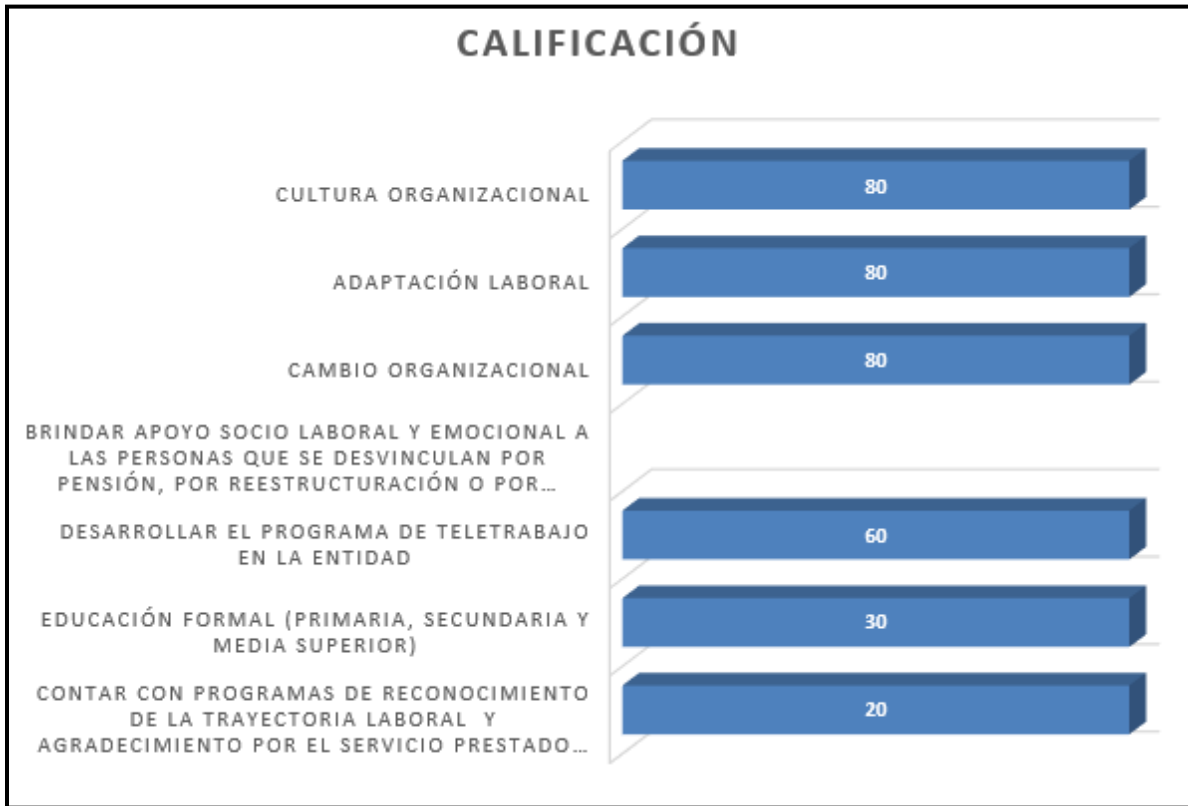 CALIFICACIÓN
CULTURA ORGANIZACIONAL
80
ADAPTACIÓN LABORAL
80
CAMBIO ORGANIZACIONAL
80
BRINDAR APOYO SOCIO LABORAL Y EMOCIONAL A
LAS PERSONAS QUE SE DESVINCULAN POR
PENSIÓN, POR REESTRUCTURACIÓN O POR…
DESARROLLAR EL PROGRAMA DE TELETRABAJO
EN LA ENTIDAD
60
EDUCACIÓN FORMAL (PRIMARIA, SECUNDARIA Y
MEDIA SUPERIOR)
30
CONTAR CON PROGRAMAS DE RECONOCIMIENTO
DE LA TRAYECTORIA LABORAL  Y
AGRADECIMIENTO POR EL SERVICIO PRESTADO…
20